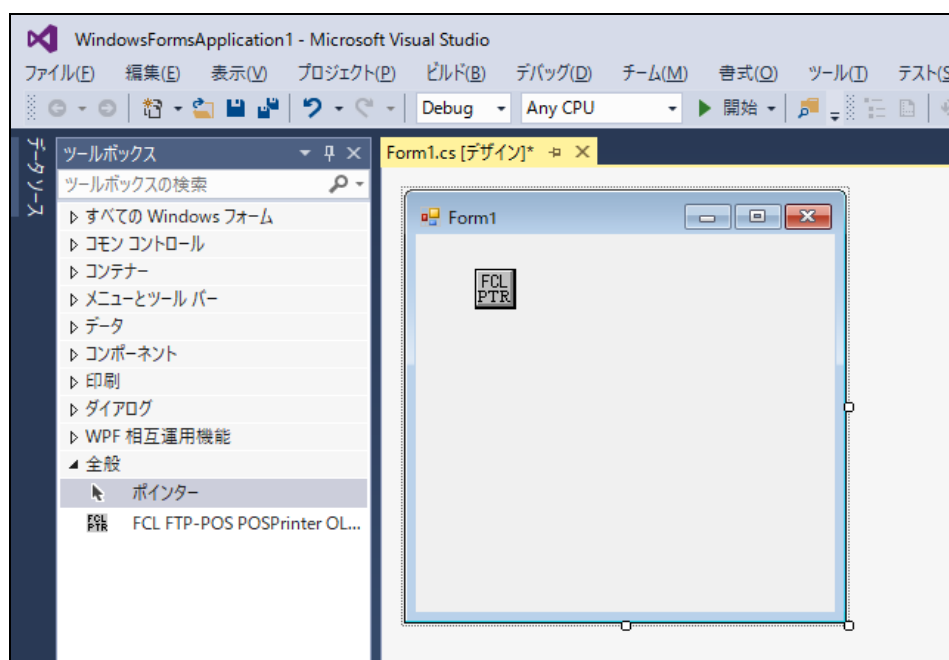 WindowsFormsApplication1 - Microsoft Visual Studio
ファイル(F) 編集(E) 表示(V) プロジェクト(P) ビルド(B) デバッグ(D) チーム(M) 書式(O) ツール(T) テスト(S
Debug Any CPU 開始
データ ソース
ツールボックス
Form1.cs [デザイン]*
ツールボックスの検索
すべての Windows フォーム
Form1
コモン コントロール
コンテナー
FCL
PTR
メニューとツール バー
データ
コンポーネント
印刷
ダイアログ
WPF 相互運用機能
全般
ポインター
FCL
PTR
FCL FTP-POS POSPrinter OL...